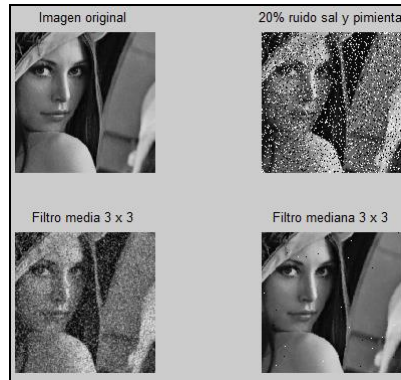 Imagen original
20% ruido sal y pimienta
Filtro media 3 x 3
Filtro mediana 3 x 3